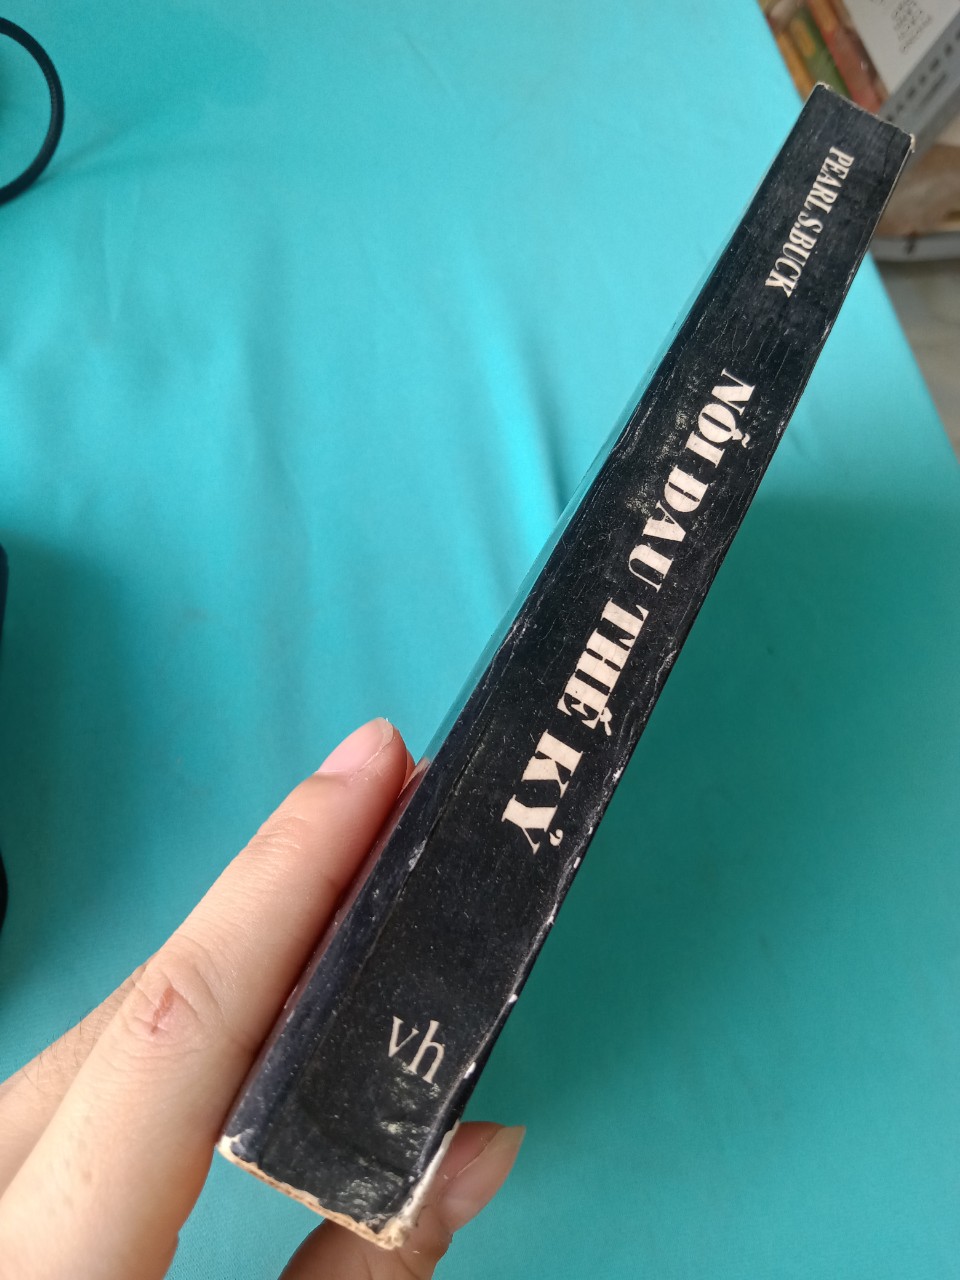 PEARL S.BUCK
NỖI ĐAU THẾ KỶ
vh